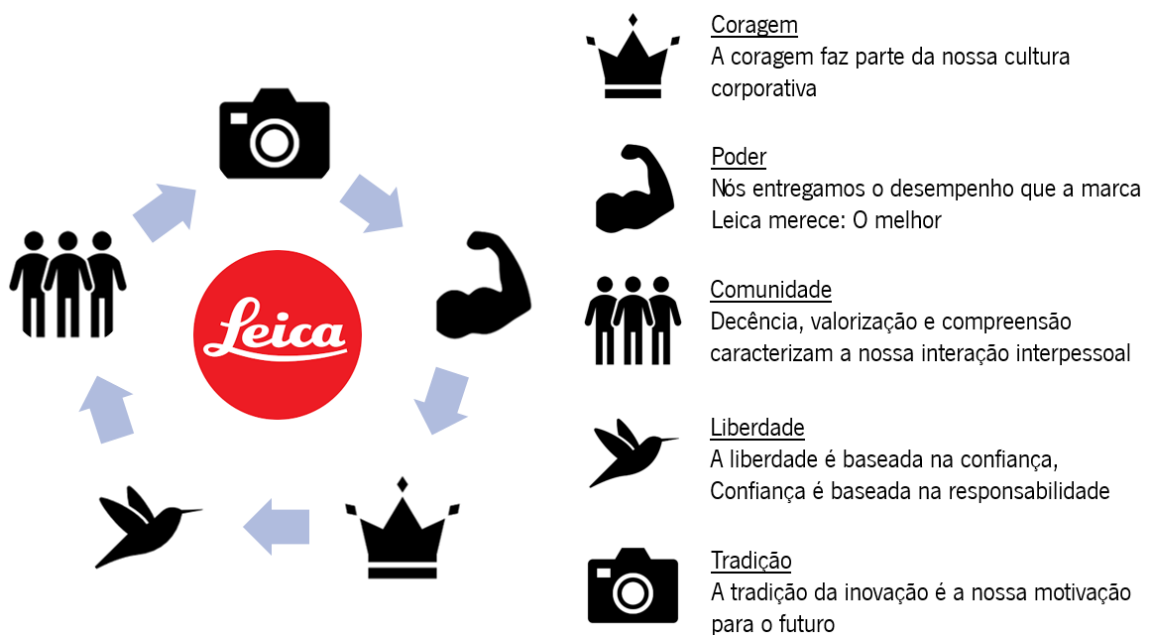 Leica
Coragem
A coragem faz parte da nossa cultura
corporativa
Poder
Nós entregamos o desempenho que a marca
Leica merece: O melhor
Comunidade
Decência, valorização e compreensão
caracterizam a nossa interação interpessoal
Liberdade
A liberdade é baseada na confiança,
Confiança é baseada na responsabilidade
Tradição
A tradição da inovação é a nossa motivação
para o futuro